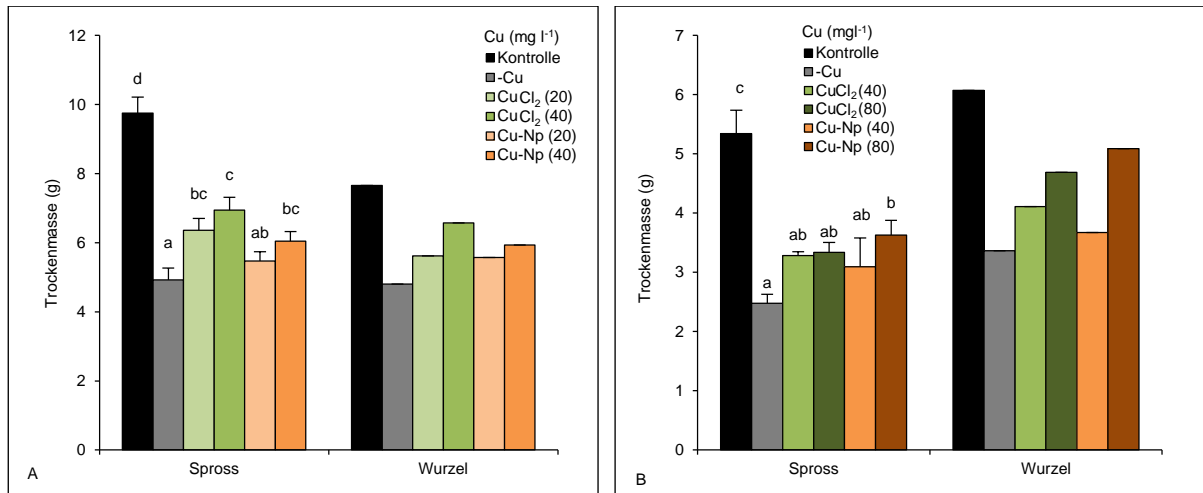 Cu (mg l⁻¹)
Kontrolle
-Cu
CuCl₂ (20)
CuCl₂ (40)
Cu-Np (20)
Cu-Np (40)
12
10
8
6
4
2
0
Trockenmasse (g)
d
a
bc
c
ab
bc
Spross
Wurzel
A
Cu (mgl⁻¹)
Kontrolle
-Cu
CuCl₂(40)
CuCl₂(80)
Cu-Np (40)
Cu-Np (80)
7
6
5
4
3
2
1
0
Trockenmasse (g)
c
a
ab
ab
ab
b
Spross
Wurzel
B